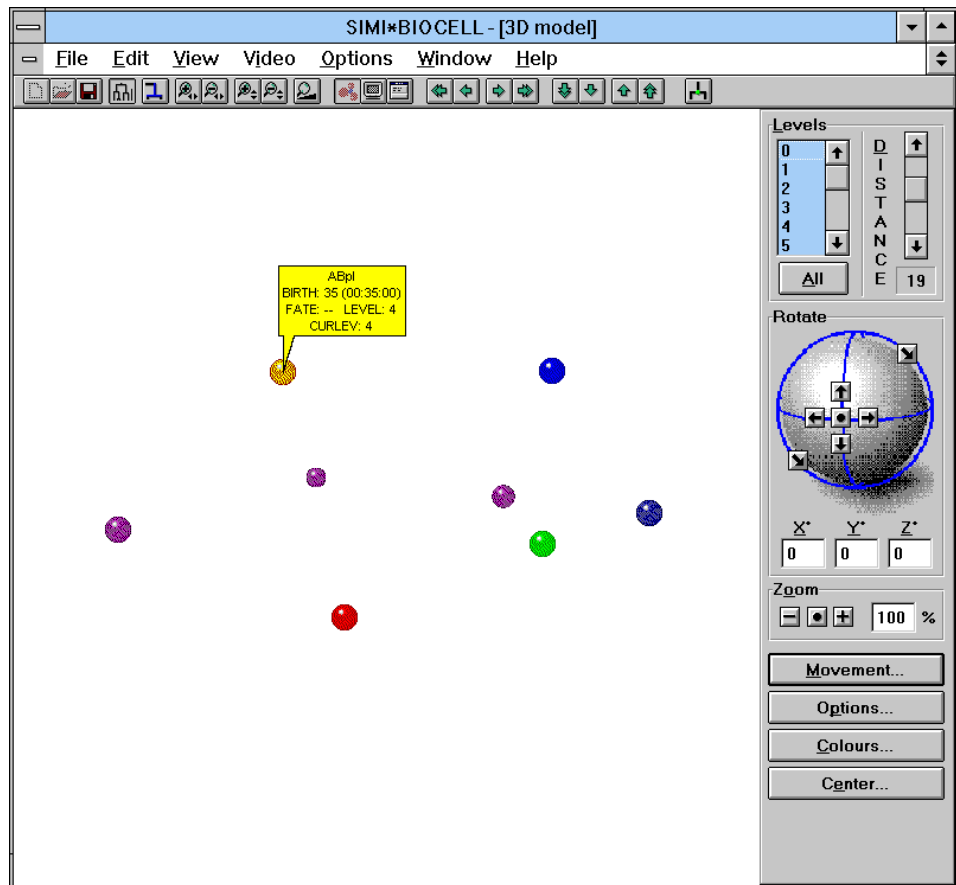 SIMI*BIOCELL - [3D model]
File Edit View Video Options Window Help
ABpl
BIRTH: 35 (00:35:00)
FATE: -- LEVEL: 4
CURLEV: 4
Levels
0
1
2
3
4
5
All
DISTANCE
19
Rotate
X° Y° Z°
0 0 0
Zoom
100 %
Movement...
Options...
Colours...
Center...